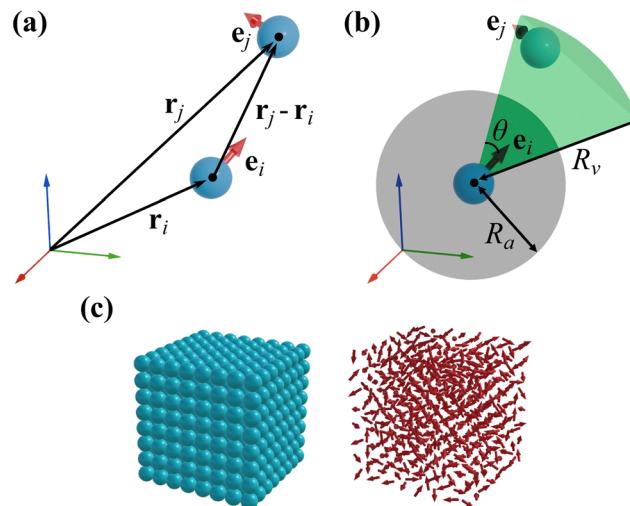 (a)
e_j
r_j
r_j - r_i
e_i
r_i
(b)
e_j
θ
e_i
R_v
R_a
(c)